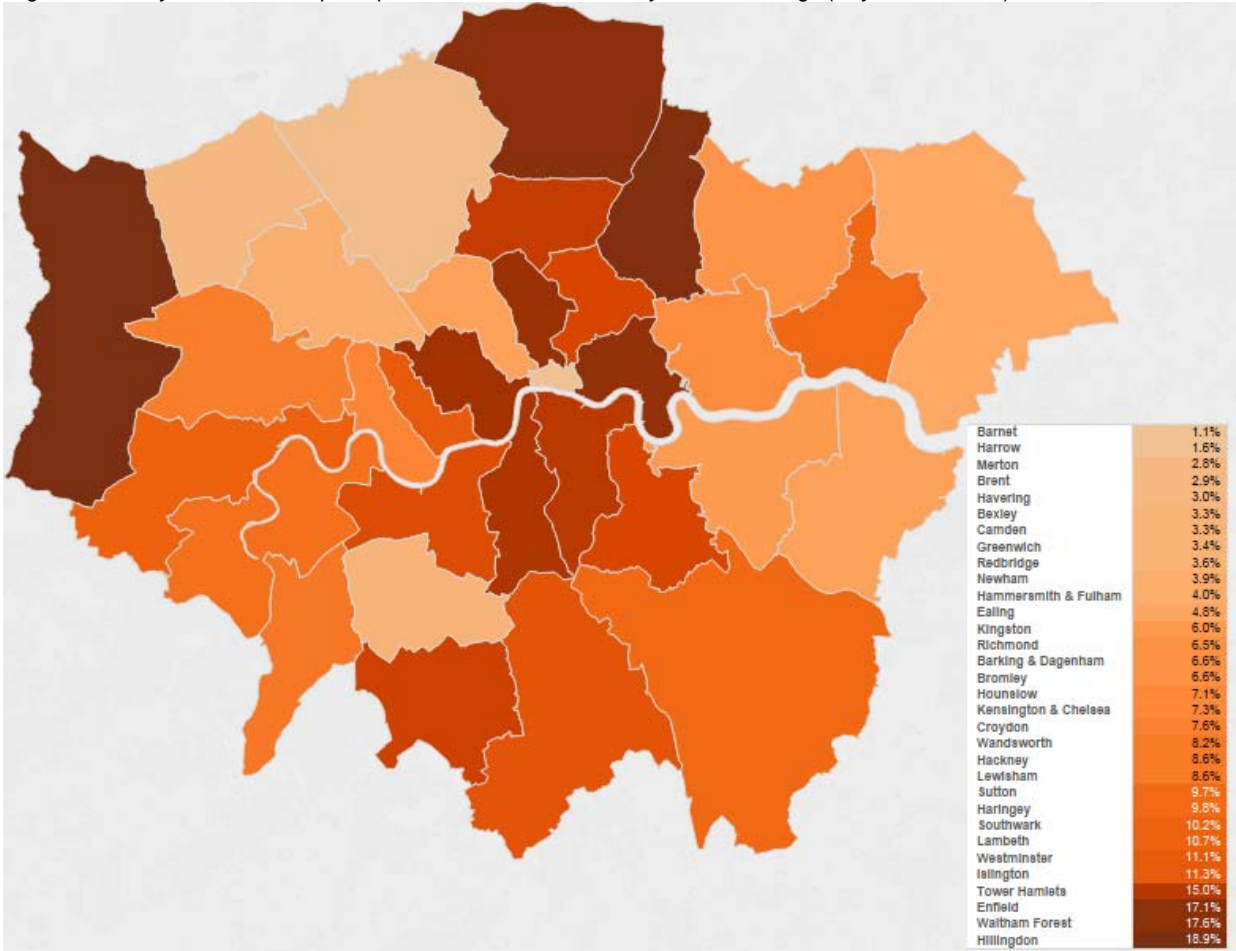 Barnet 1.1%
Harrow 1.6%
Merton 2.8%
Brent 2.9%
Havering 3.0%
Bexley 3.3%
Camden 3.3%
Greenwich 3.4%
Redbridge 3.6%
Newham 3.9%
Hammersmith & Fulham 4.0%
Ealing 4.8%
Kingston 6.0%
Richmond 6.5%
Barking & Dagenham 6.6%
Bromley 6.6%
Hounslow 7.1%
Kensington & Chelsea 7.3%
Croydon 7.6%
Wandsworth 8.2%
Hackney 8.6%
Lewisham 8.6%
Sutton 9.7%
Haringey 9.8%
Southwark 10.2%
Lambeth 10.7%
Westminster 11.1%
Islington 11.3%
Tower Hamlets 15.0%
Enfield 17.1%
Waltham Forest 17.6%
Hillingdon 18.9%